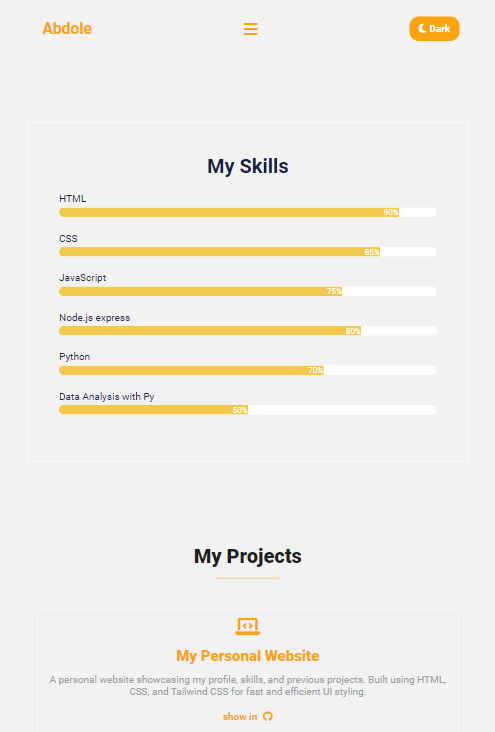 Abdole
Dark
My Skills
HTML
90%
CSS
85%
JavaScript
75%
Node.js express
80%
Python
70%
Data Analysis with Py
50%
My Projects
My Personal Website
A personal website showcasing my profile, skills, and previous projects. Built using HTML,
CSS, and Tailwind CSS for fast and efficient UI styling.
show in